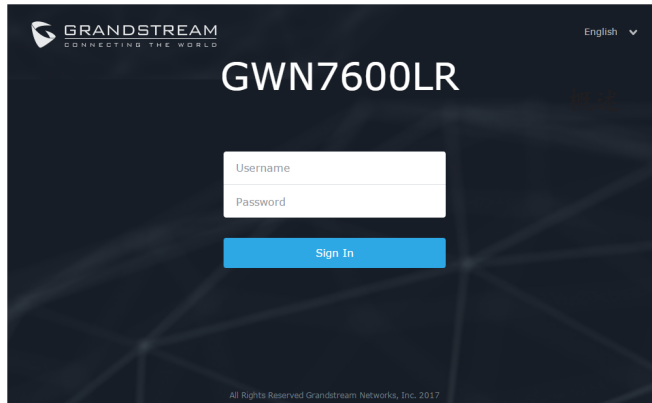 GRANDSTREAM
CONNECTING THE WORLD
English
GWN7600LR
Username
Password
Sign In
All Rights Reserved Grandstream Networks, Inc. 2017